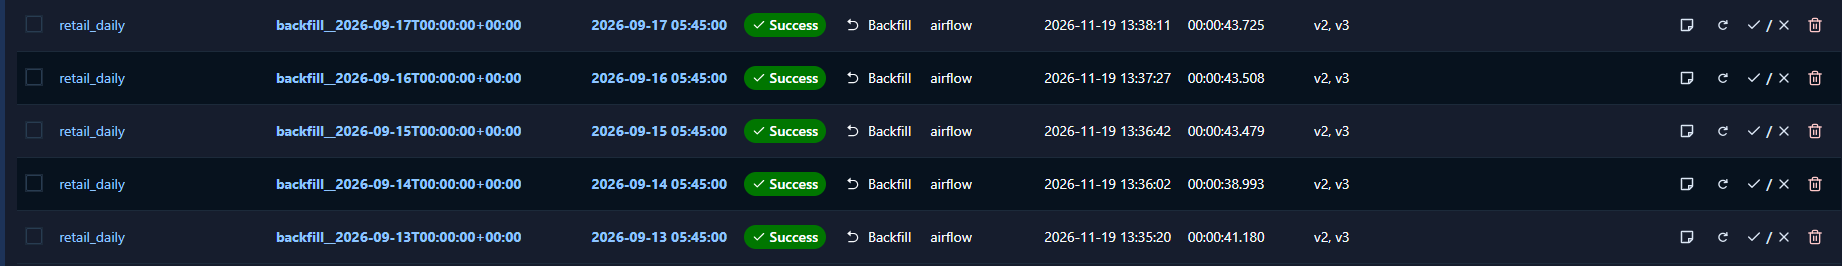 retail_daily backfill__2026-09-17T00:00:00+00:00 2026-09-17 05:45:00 Success Backfill airflow 2026-11-19 13:38:11 00:00:43.725 v2, v3 /
retail_daily backfill__2026-09-16T00:00:00+00:00 2026-09-16 05:45:00 Success Backfill airflow 2026-11-19 13:37:27 00:00:43.508 v2, v3 /
retail_daily backfill__2026-09-15T00:00:00+00:00 2026-09-15 05:45:00 Success Backfill airflow 2026-11-19 13:36:42 00:00:43.479 v2, v3 /
retail_daily backfill__2026-09-14T00:00:00+00:00 2026-09-14 05:45:00 Success Backfill airflow 2026-11-19 13:36:02 00:00:38.993 v2, v3 /
retail_daily backfill__2026-09-13T00:00:00+00:00 2026-09-13 05:45:00 Success Backfill airflow 2026-11-19 13:35:20 00:00:41.180 v2, v3 /